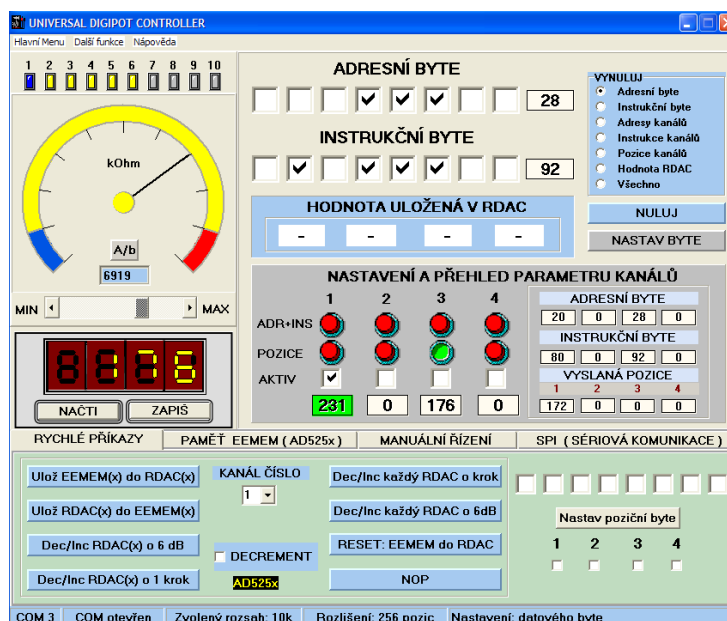 UNIVERSAL DIGIPOT CONTROLLER
Hlavní Menu Další funkce Nápověda
1 2 3 4 5 6 7 8 9 10
kOhm
A/b
6919
MIN MAX
176
NAČTI ZAPIŠ
ADRESNÍ BYTE
28
INSTRUKČNÍ BYTE
92
HODNOTA ULOŽENÁ V RDAC
- - - -
VYNULUJ
Adresní byte
Instrukční byte
Adresy kanálů
Instrukce kanálů
Pozice kanálů
Hodnota RDAC
Všechno
NULUJ
NASTAV BYTE
NASTAVENÍ A PŘEHLED PARAMETRU KANÁLŮ
1 2 3 4
ADR+INS
POZICE
AKTIV
231 0 176 0
ADRESNÍ BYTE
20 0 28 0
INSTRUKČNÍ BYTE
80 0 92 0
VYSLANÁ POZICE
1 2 3 4
172 0 0 0
RYCHLÉ PŘÍKAZY PAMĚŤ EEMEM ( AD525x ) MANUÁLNÍ ŘÍZENÍ SPI ( SÉRIOVÁ KOMUNIKACE )
Ulož EEMEM(x) do RDAC(x)
Ulož RDAC(x) do EEMEM(x)
Dec/Inc RDAC(x) o 6 dB
Dec/Inc RDAC(x) o 1 krok
KANÁL ČÍSLO
1
DECREMENT
AD525x
Dec/Inc každý RDAC o krok
Dec/Inc každý RDAC o 6dB
RESET: EEMEM do RDAC
NOP
Nastav poziční byte
1 2 3 4
COM 3 COM otevřen Zvolený rozsah: 10k Rozlišení: 256 pozic Nastavení: datového byte